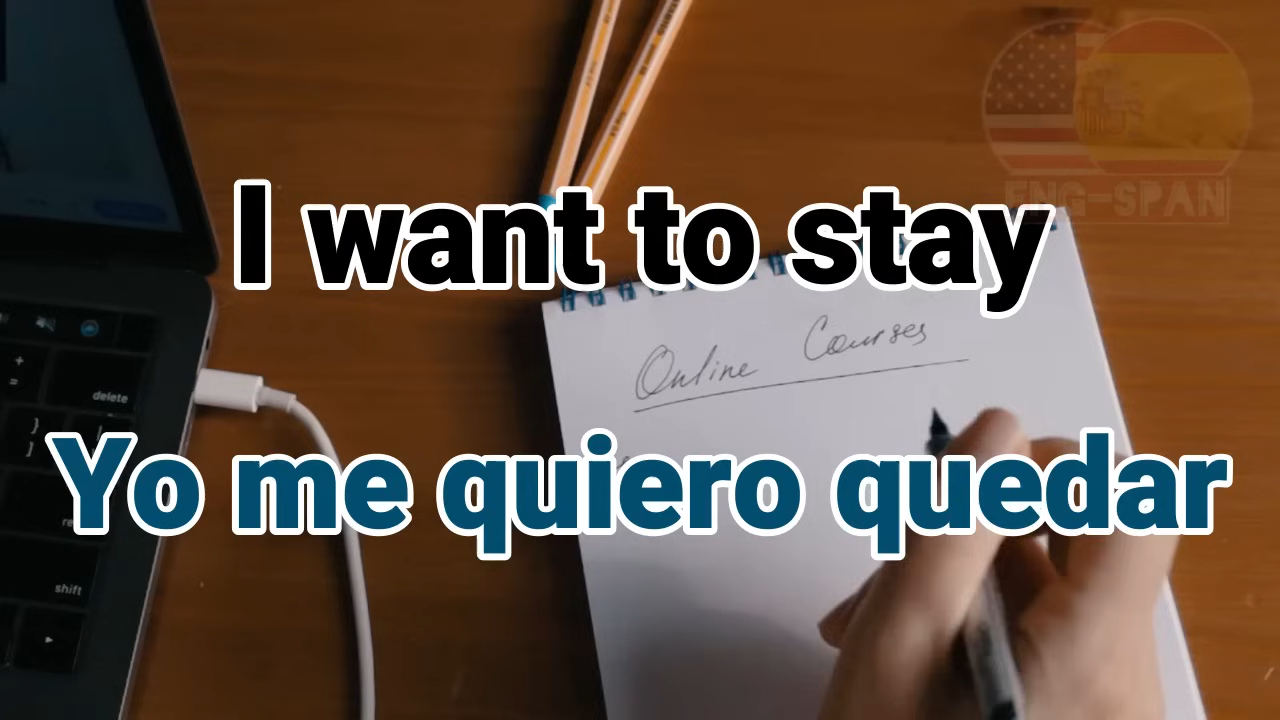 ENG-SPAN
I want to stay
Online Courses
Yo me quiero quedar
delete
shift